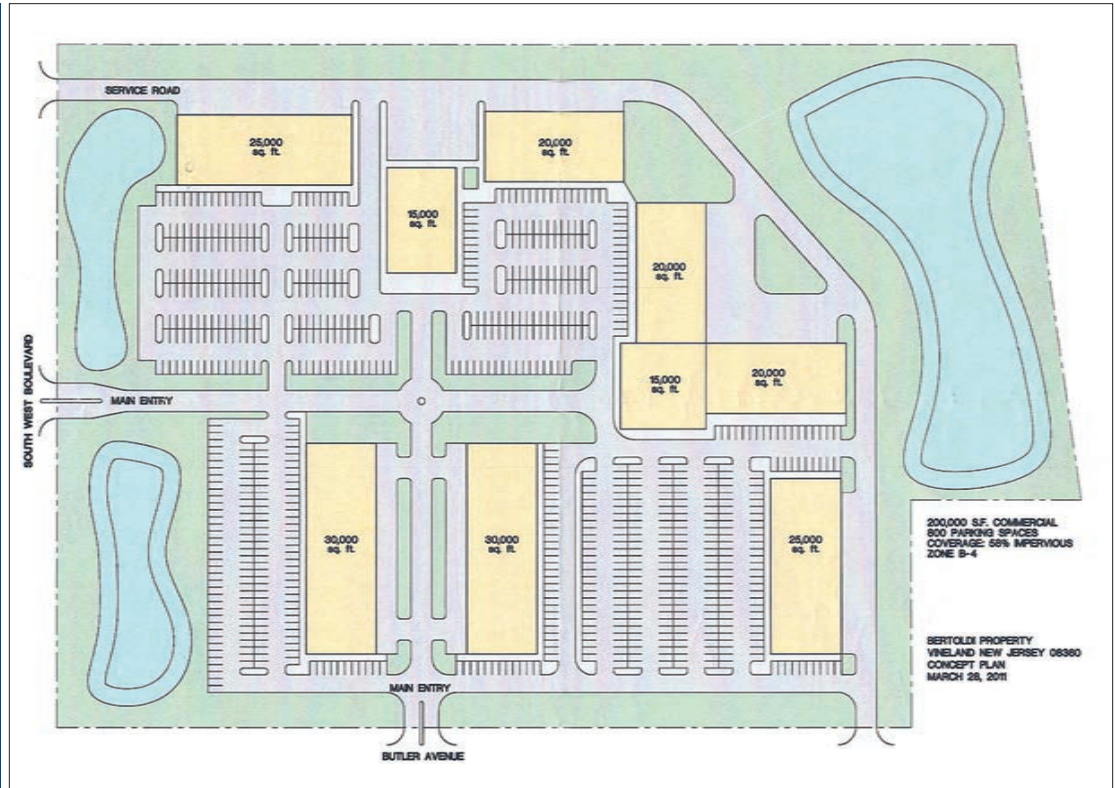 SERVICE ROAD
25,000
sq. ft.
20,000
sq. ft.
15,000
sq. ft.
20,000
sq. ft.
15,000
sq. ft.
20,000
sq. ft.
SOUTH WEST BOULEVARD
MAIN ENTRY
30,000
sq. ft.
30,000
sq. ft.
25,000
sq. ft.
200,000 S.F. COMMERCIAL
800 PARKING SPACES
COVERAGE: 58% IMPERVIOUS
ZONE B-4
BERTOLDI PROPERTY
VINELAND NEW JERSEY 08360
CONCEPT PLAN
MARCH 28, 2011
MAIN ENTRY
BUTLER AVENUE